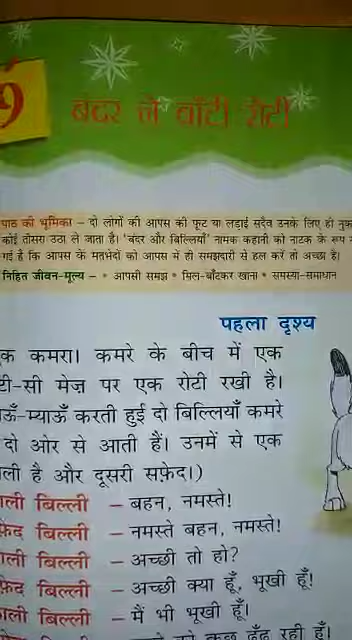 9
बंदर ने बाँटी रोटी
पाठ की भूमिका – दो लोगों की आपस की फूट या लड़ाई सदैव उनके लिए ही
कोई तीसरा उठा ले जाता है। 'बंदर और बिल्लियाँ' नामक कहानी को नाटक के रूप
गई है कि आपस के मतभेदों को आपस में ही समझदारी से हल करें तो अच्छा है।
निहित जीवन-मूल्य – • आपसी समझ • मिल-बाँटकर खाना • समस्या-समाधान
पहला दृश्य
क कमरा। कमरे के बीच में एक
टी-सी मेज़ पर एक रोटी रखी है।
ऊँ-म्याऊँ करती हुई दो बिल्लियाँ कमरे
दो ओर से आती हैं। उनमें से एक
ली है और दूसरी सफ़ेद।)
ली बिल्ली – बहन, नमस्ते!
फ़ेद बिल्ली – नमस्ते बहन, नमस्ते!
ली बिल्ली – अच्छी तो हो?
फ़ेद बिल्ली – अच्छी क्या हूँ, भूखी हूँ!
ली बिल्ली – मैं भी भूखी हूँ।